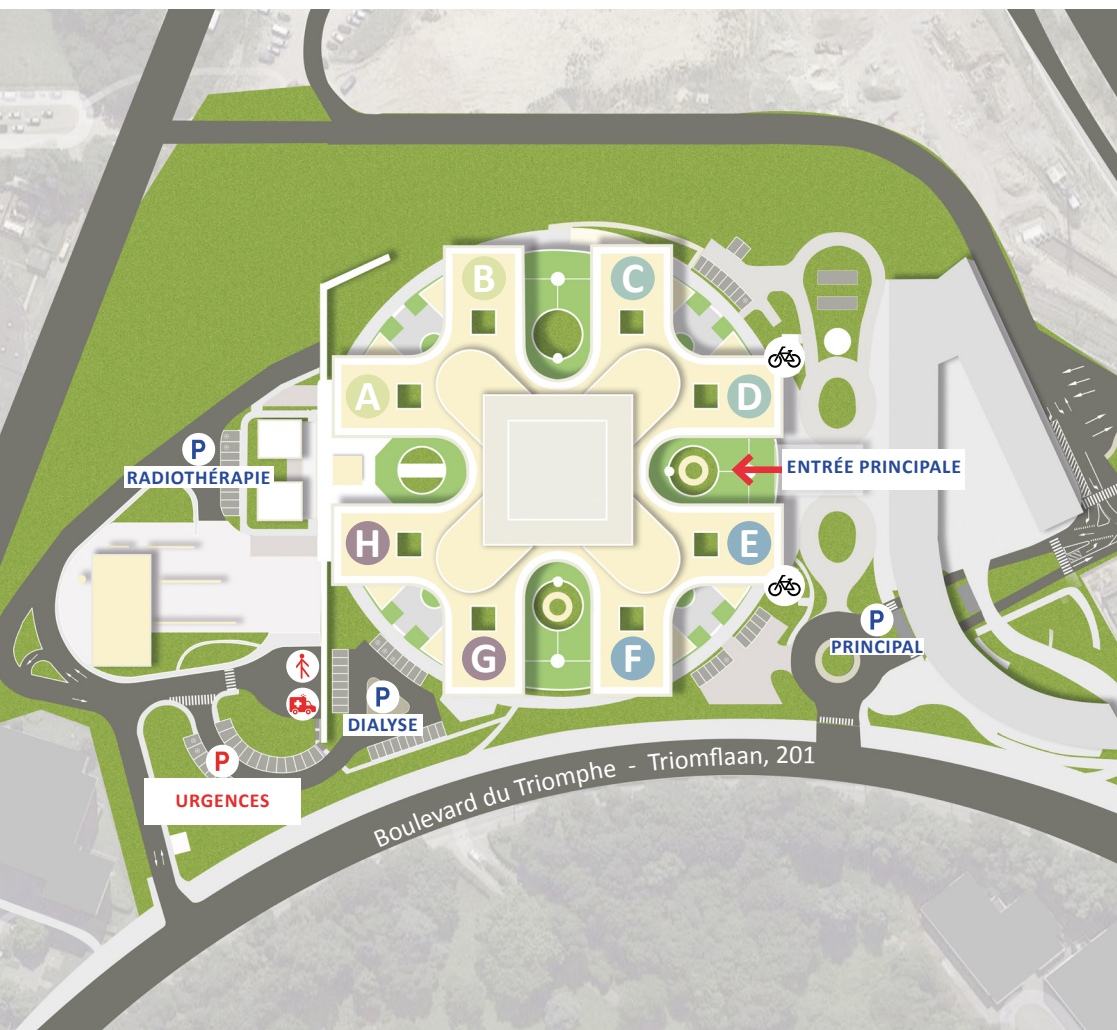 B
C
A
D
P
RADIOTHÉRAPIE
ENTRÉE PRINCIPALE
H
E
G
F
P
PRINCIPAL
P
DIALYSE
P
URGENCES
Boulevard du Triomphe - Triomflaan, 201